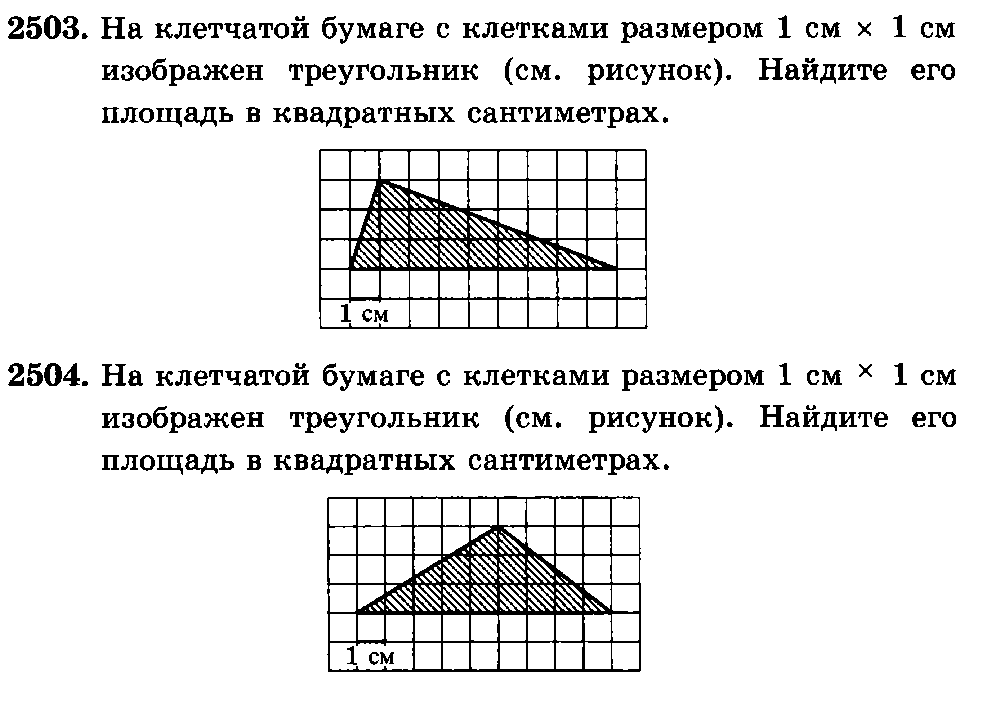 2503. На клетчатой бумаге с клетками размером 1 см × 1 см
изображен треугольник (см. рисунок). Найдите его
площадь в квадратных сантиметрах.
1 см
2504. На клетчатой бумаге с клетками размером 1 см × 1 см
изображен треугольник (см. рисунок). Найдите его
площадь в квадратных сантиметрах.
1 см